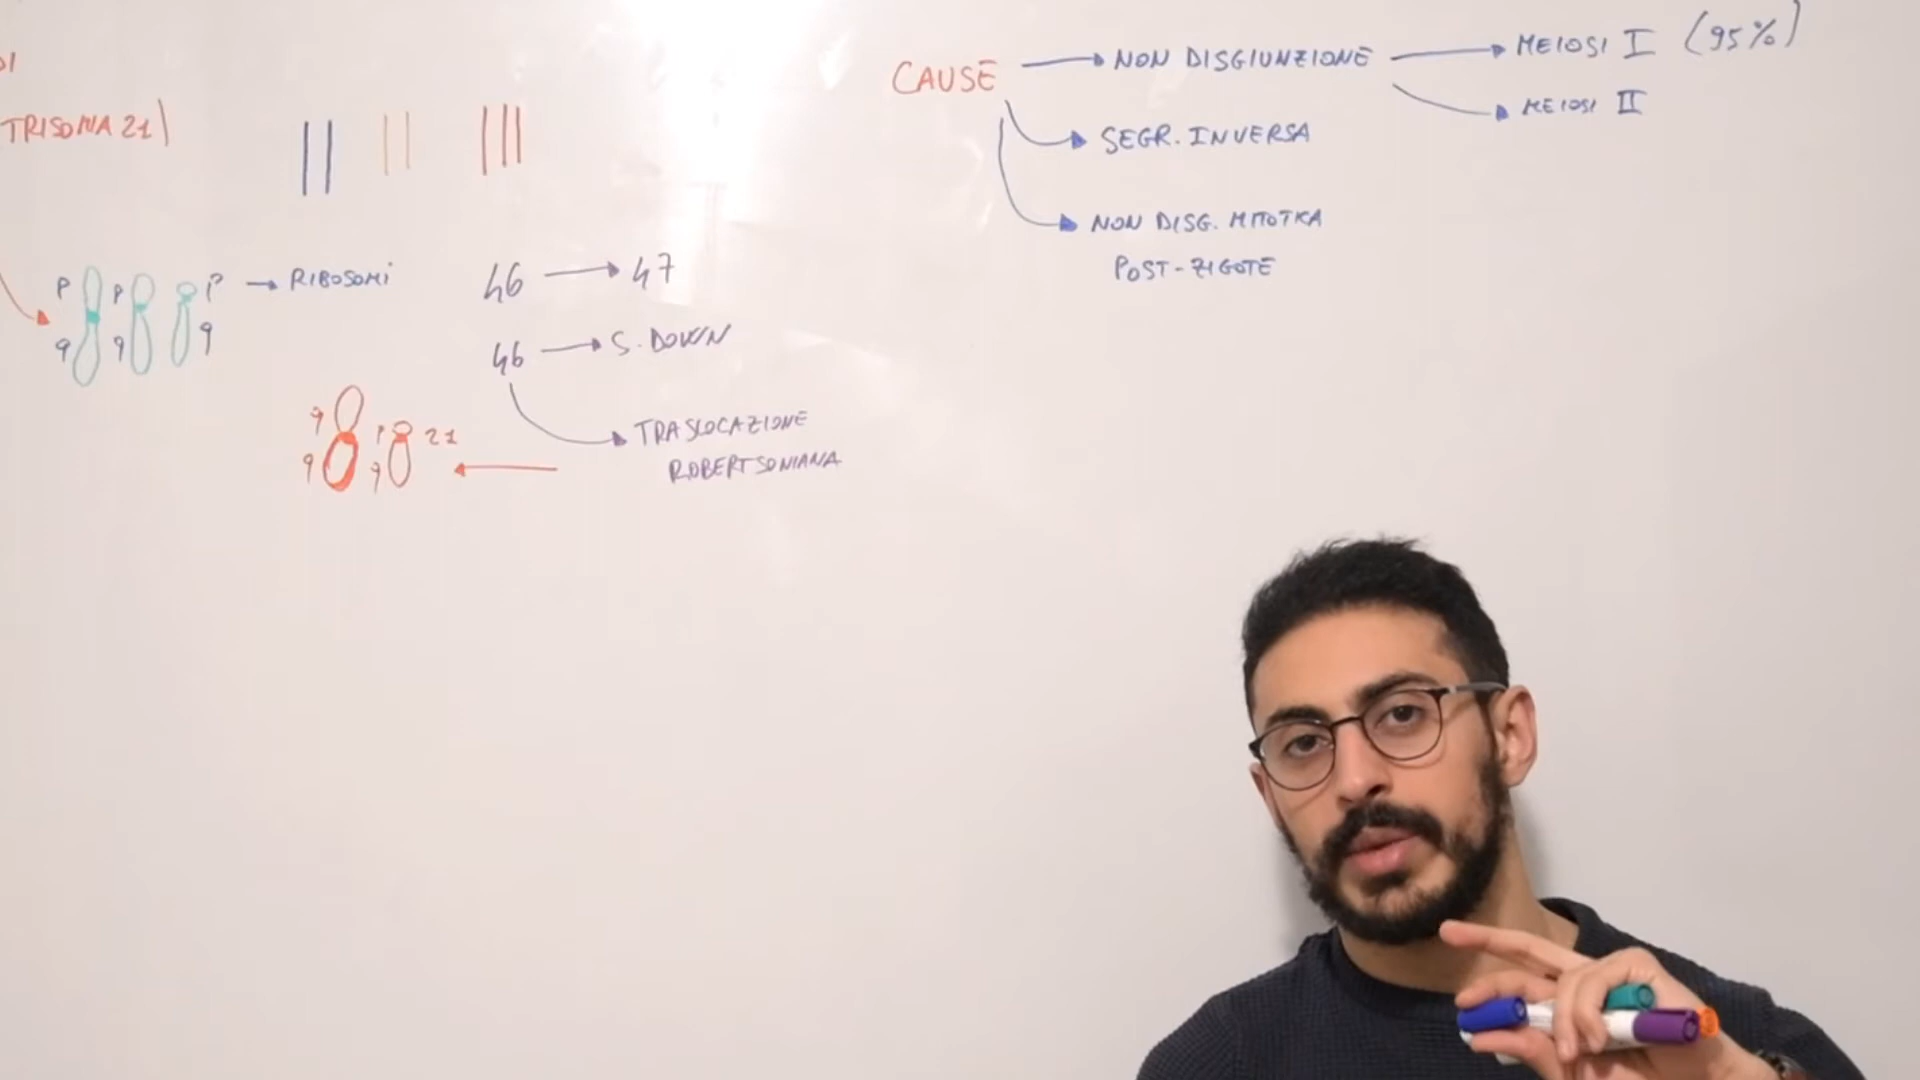 TRISOMIA 21)
P P P → RIBOSOMI
q q q
46 → 47
46 → S. DOWN
TRASLOCAZIONE
ROBERTSONIANA
q P 21
q q
CAUSE → NON DISGIUNZIONE → MEIOSI I (95%)
MEIOSI II
SEGR. INVERSA
NON DISG. MITOTICA
POST-ZIGOTE